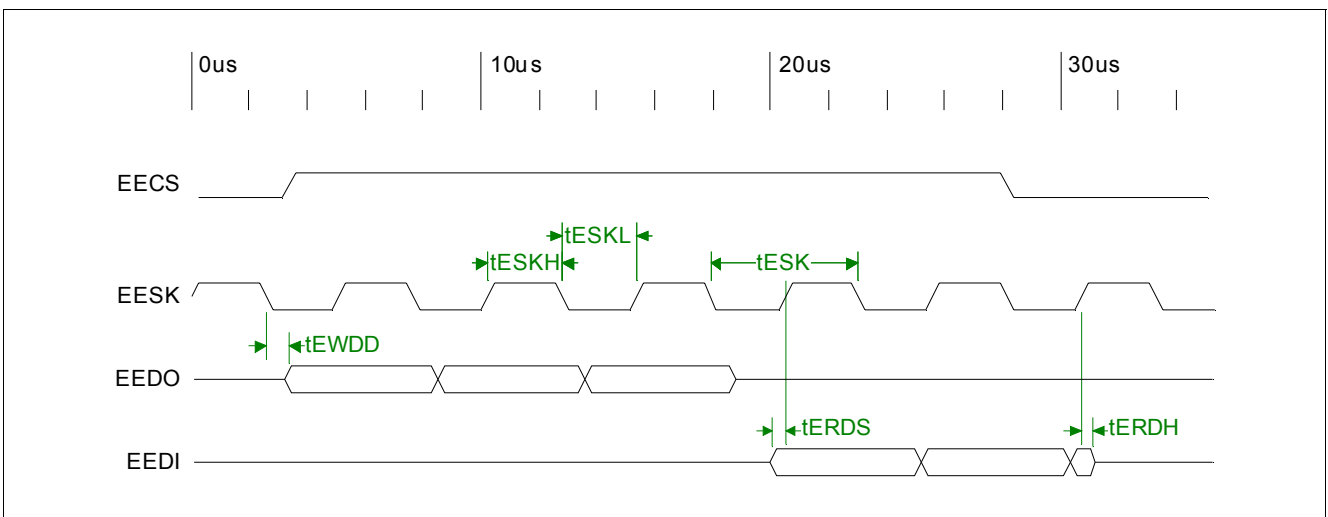 0us 10us 20us 30us
EECS
tESKL
tESKH tESK
EESK
tEWDD
EEDO
tERDS tERDH
EEDI